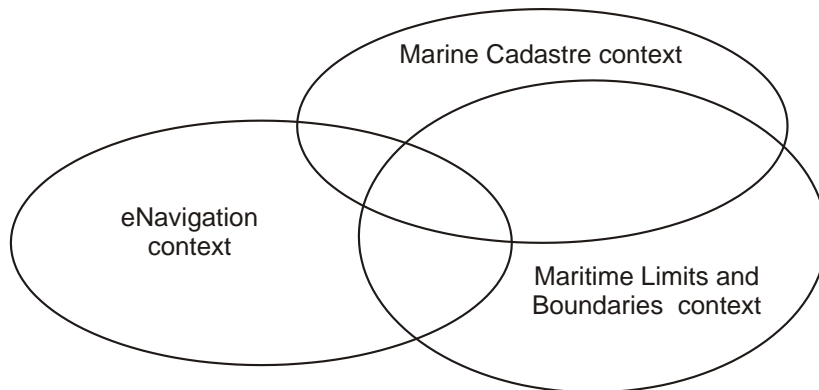 Marine Cadastre context
eNavigation
context
Maritime Limits and
Boundaries context